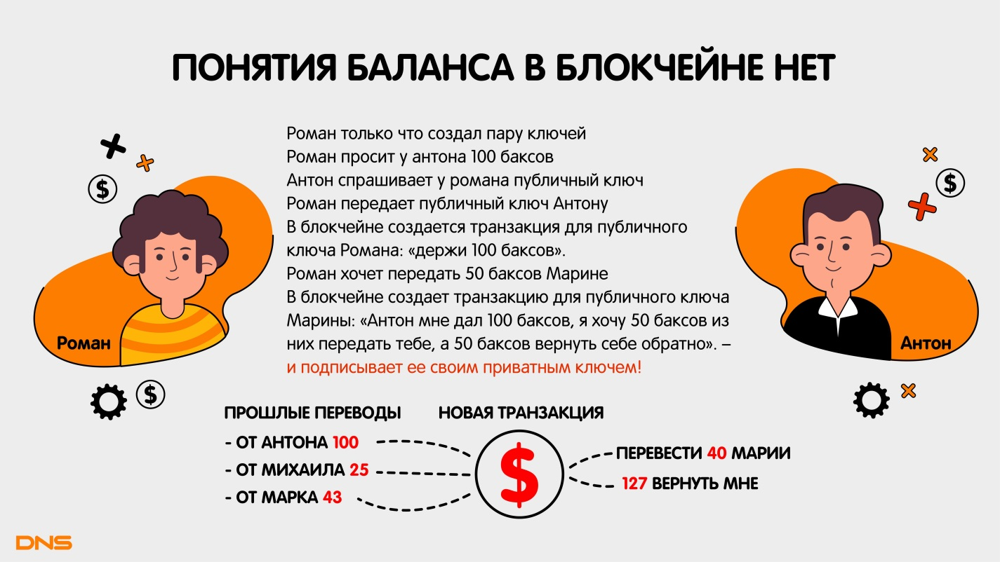 ПОНЯТИЯ БАЛАНСА В БЛОКЧЕЙНЕ НЕТ
Роман только что создал пару ключей
Роман просит у антона 100 баксов
Антон спрашивает у романа публичный ключ
Роман передает публичный ключ Антону
В блокчейне создается транзакция для публичного
ключа Романа: «держи 100 баксов».
Роман хочет передать 50 баксов Марине
В блокчейне создает транзакцию для публичного ключа
Марины: «Антон мне дал 100 баксов, я хочу 50 баксов из
них передать тебе, а 50 баксов вернуть себе обратно». –
и подписывает ее своим приватным ключем!
$
$
Роман
Антон
$
ПРОШЛЫЕ ПЕРЕВОДЫ
- ОТ АНТОНА 100
- ОТ МИХАИЛА 25
- ОТ МАРКА 43
НОВАЯ ТРАНЗАКЦИЯ
$
ПЕРЕВЕСТИ 40 МАРИИ
127 ВЕРНУТЬ МНЕ
DNS